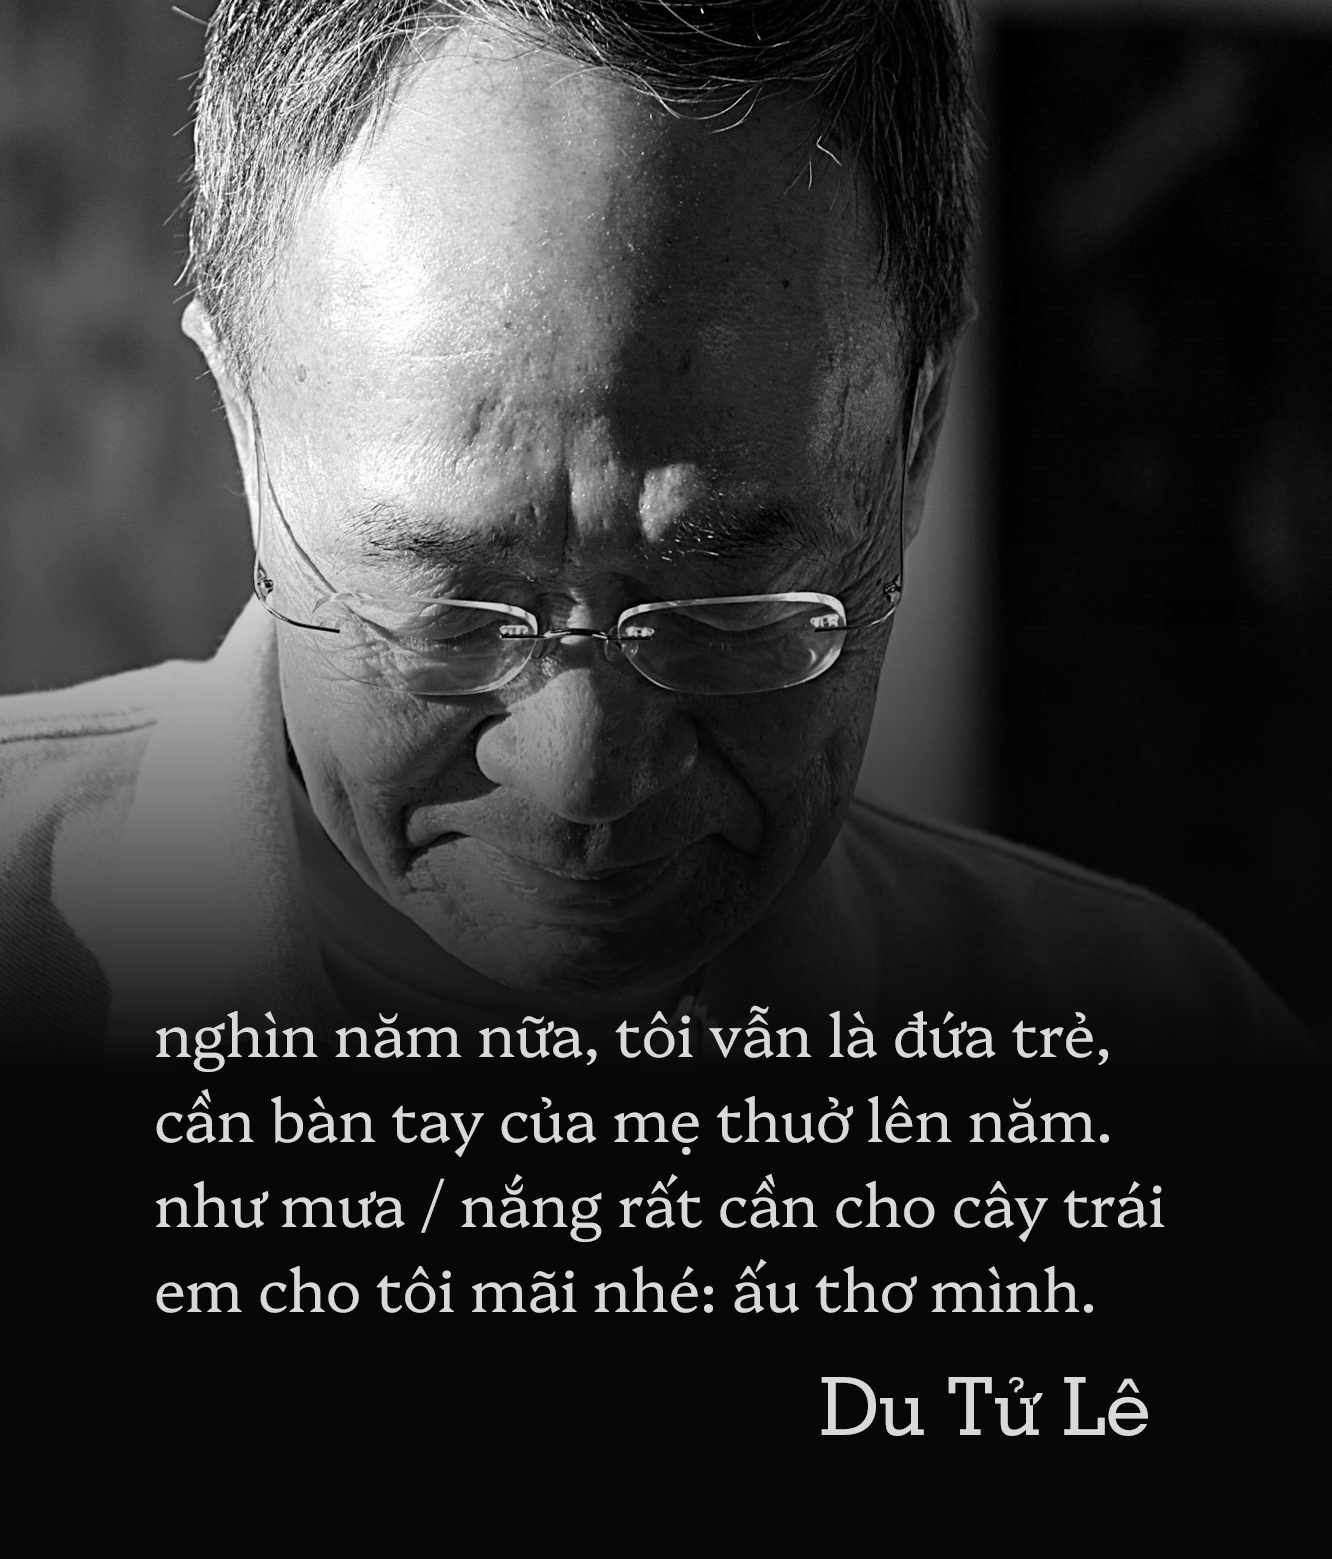 nghìn năm nữa, tôi vẫn là đứa trẻ,
cần bàn tay của mẹ thuở lên năm.
như mưa / nắng rất cần cho cây trái
em cho tôi mãi nhé: ấu thơ mình.
Du Tử Lê